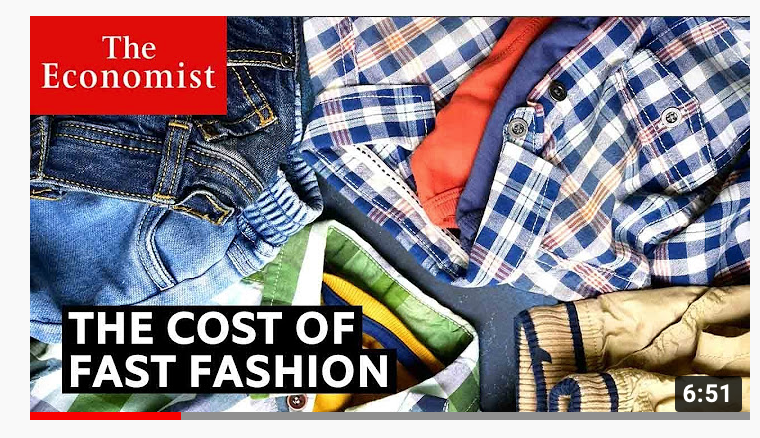 The
Economist
THE COST OF
FAST FASHION
6:51